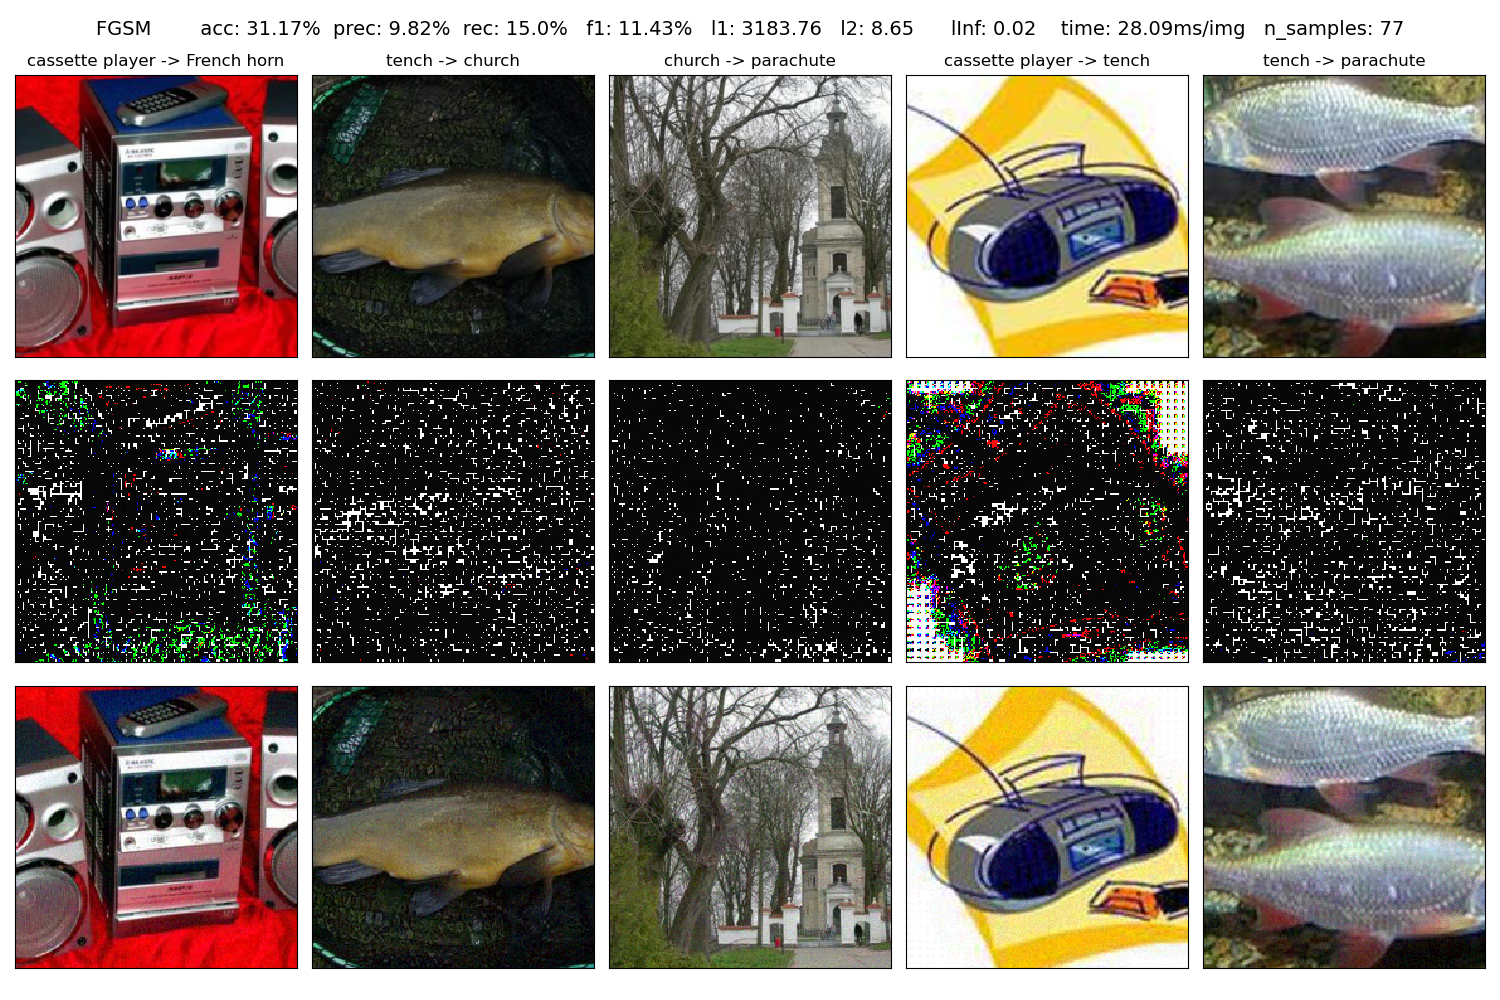 FGSM acc: 31.17% prec: 9.82% rec: 15.0% f1: 11.43% l1: 3183.76 l2: 8.65 lInf: 0.02 time: 28.09ms/img n_samples: 77
cassette player -> French horn
tench -> church
church -> parachute
cassette player -> tench
tench -> parachute